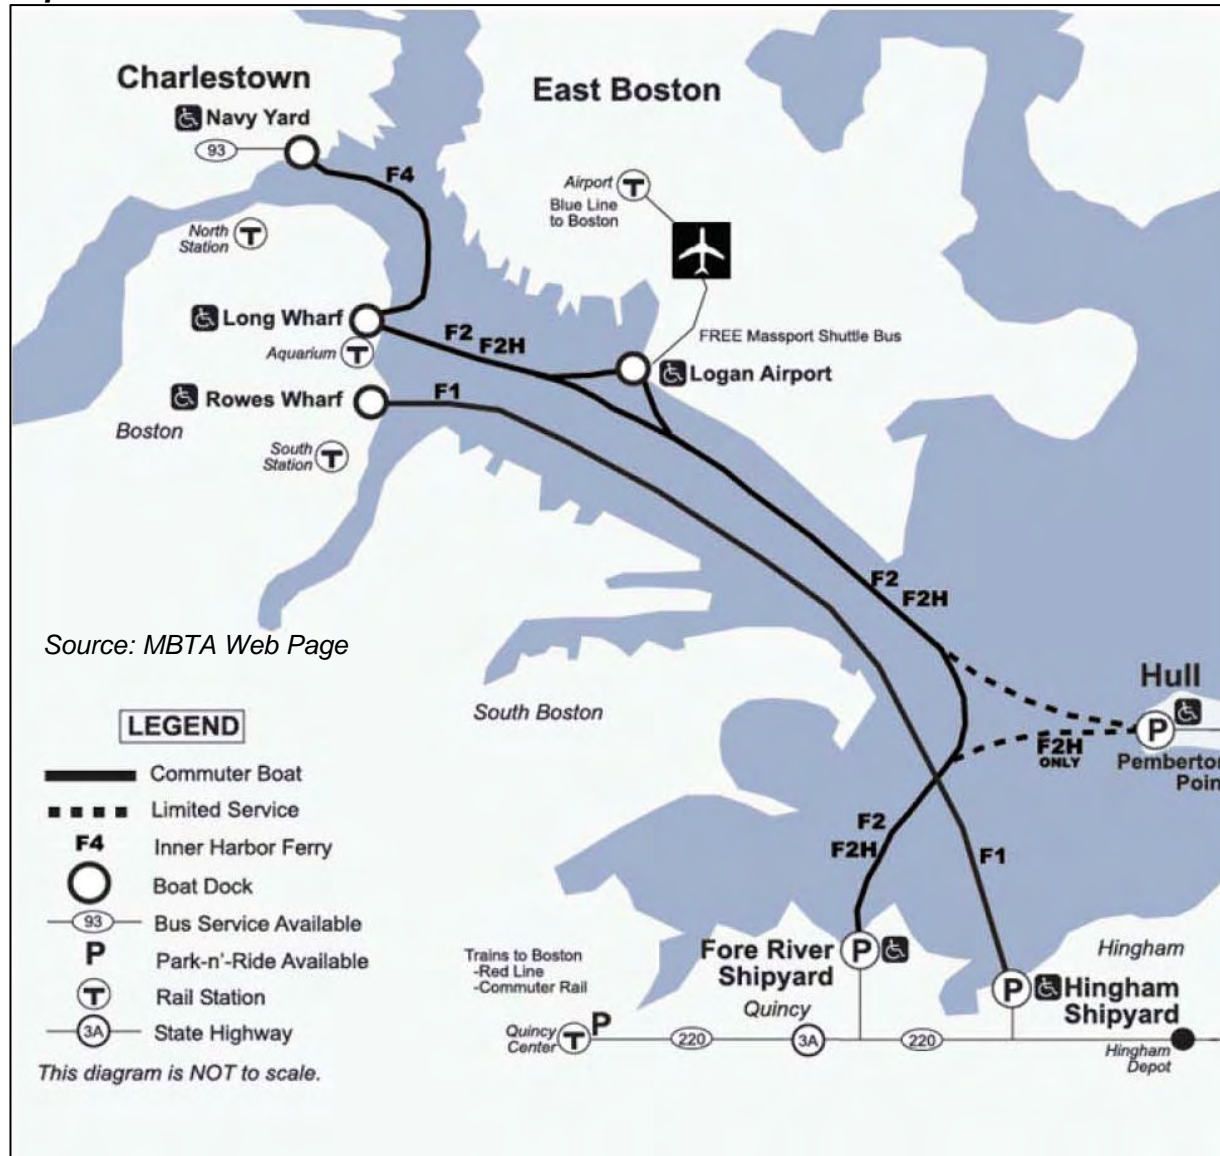 Charlestown
Navy Yard
93
F4
East Boston
Airport
T
Blue Line
to Boston
North
Station
T
Long Wharf
Aquarium
T
F2
F2H
FREE Massport Shuttle Bus
Logan Airport
Rowes Wharf
F1
Boston
South
Station
T
F2
F2H
Source: MBTA Web Page
South Boston
Hull
P
F2H
ONLY
Pemberton
Poin
LEGEND
Commuter Boat
Limited Service
F4 Inner Harbor Ferry
Boat Dock
93 Bus Service Available
P Park-n'-Ride Available
T Rail Station
3A State Highway
This diagram is NOT to scale.
F2
F2H
F1
Trains to Boston
-Red Line
-Commuter Rail
Fore River
Shipyard
P
Quincy
Hingham
P
Hingham
Shipyard
Quincy
Center
T
P
220
3A
220
Hingham
Depot